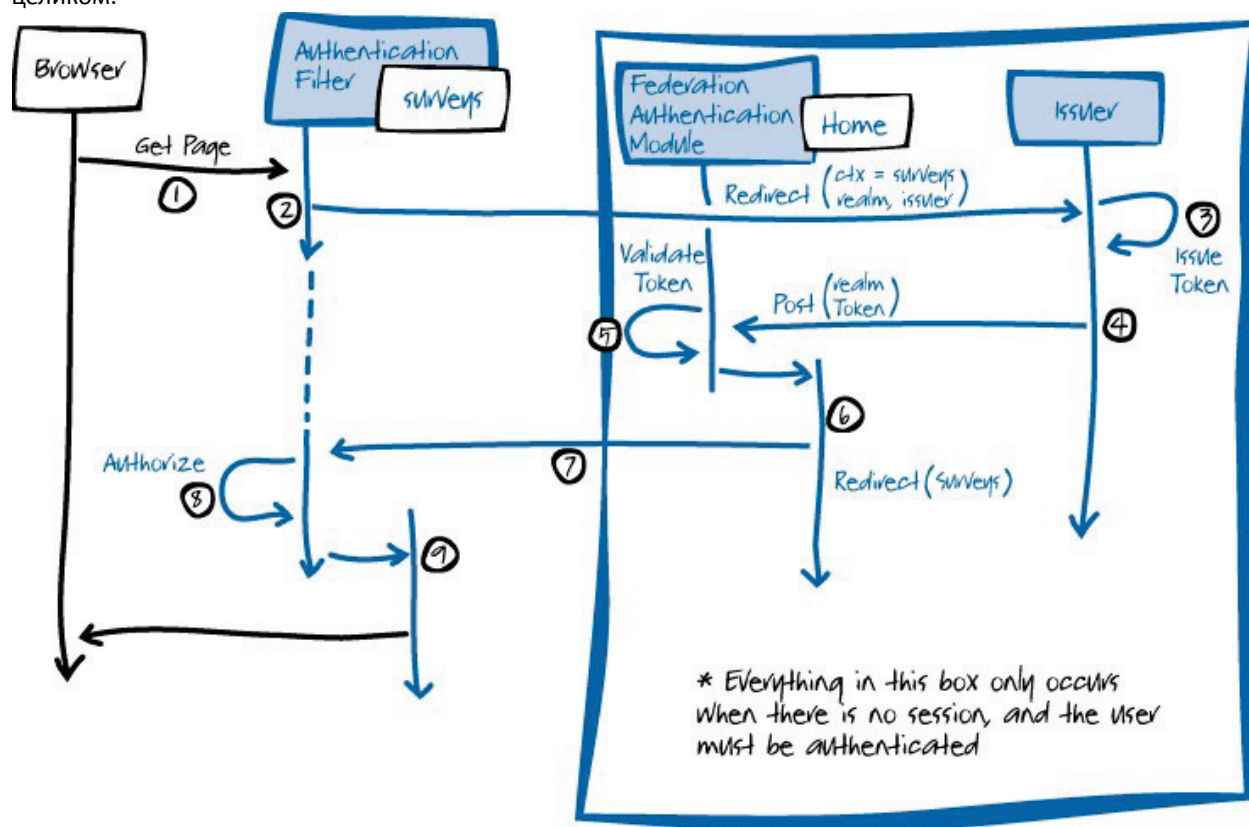 целиком.
Browser
Authentication
Filter
surveys
Federation
Authentication
Module
Home
Issuer
Get Page
1
2
Redirect (ctx = surveys
realm, issuer)
3
Issue
Token
Validate
Token
Post (realm
Token)
4
5
6
7
Redirect (surveys)
Authorize
8
9
* Everything in this box only occurs
when there is no session, and the user
must be authenticated